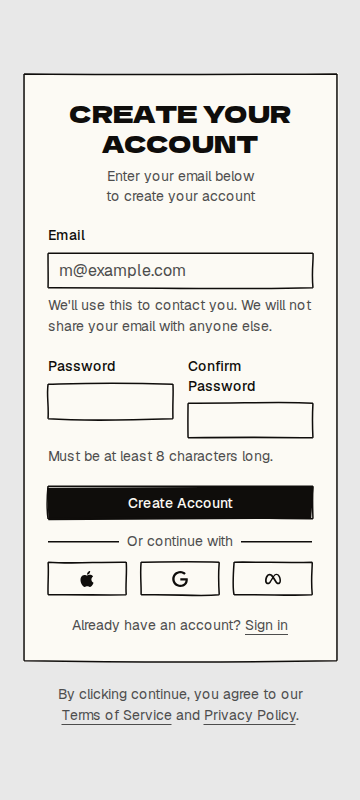 CREATE YOUR
ACCOUNT
Enter your email below
to create your account
Email
m@example.com
We'll use this to contact you. We will not
share your email with anyone else.
Password
Confirm
Password
Must be at least 8 characters long.
Create Account
Or continue with
Already have an account? Sign in
By clicking continue, you agree to our
Terms of Service and Privacy Policy.